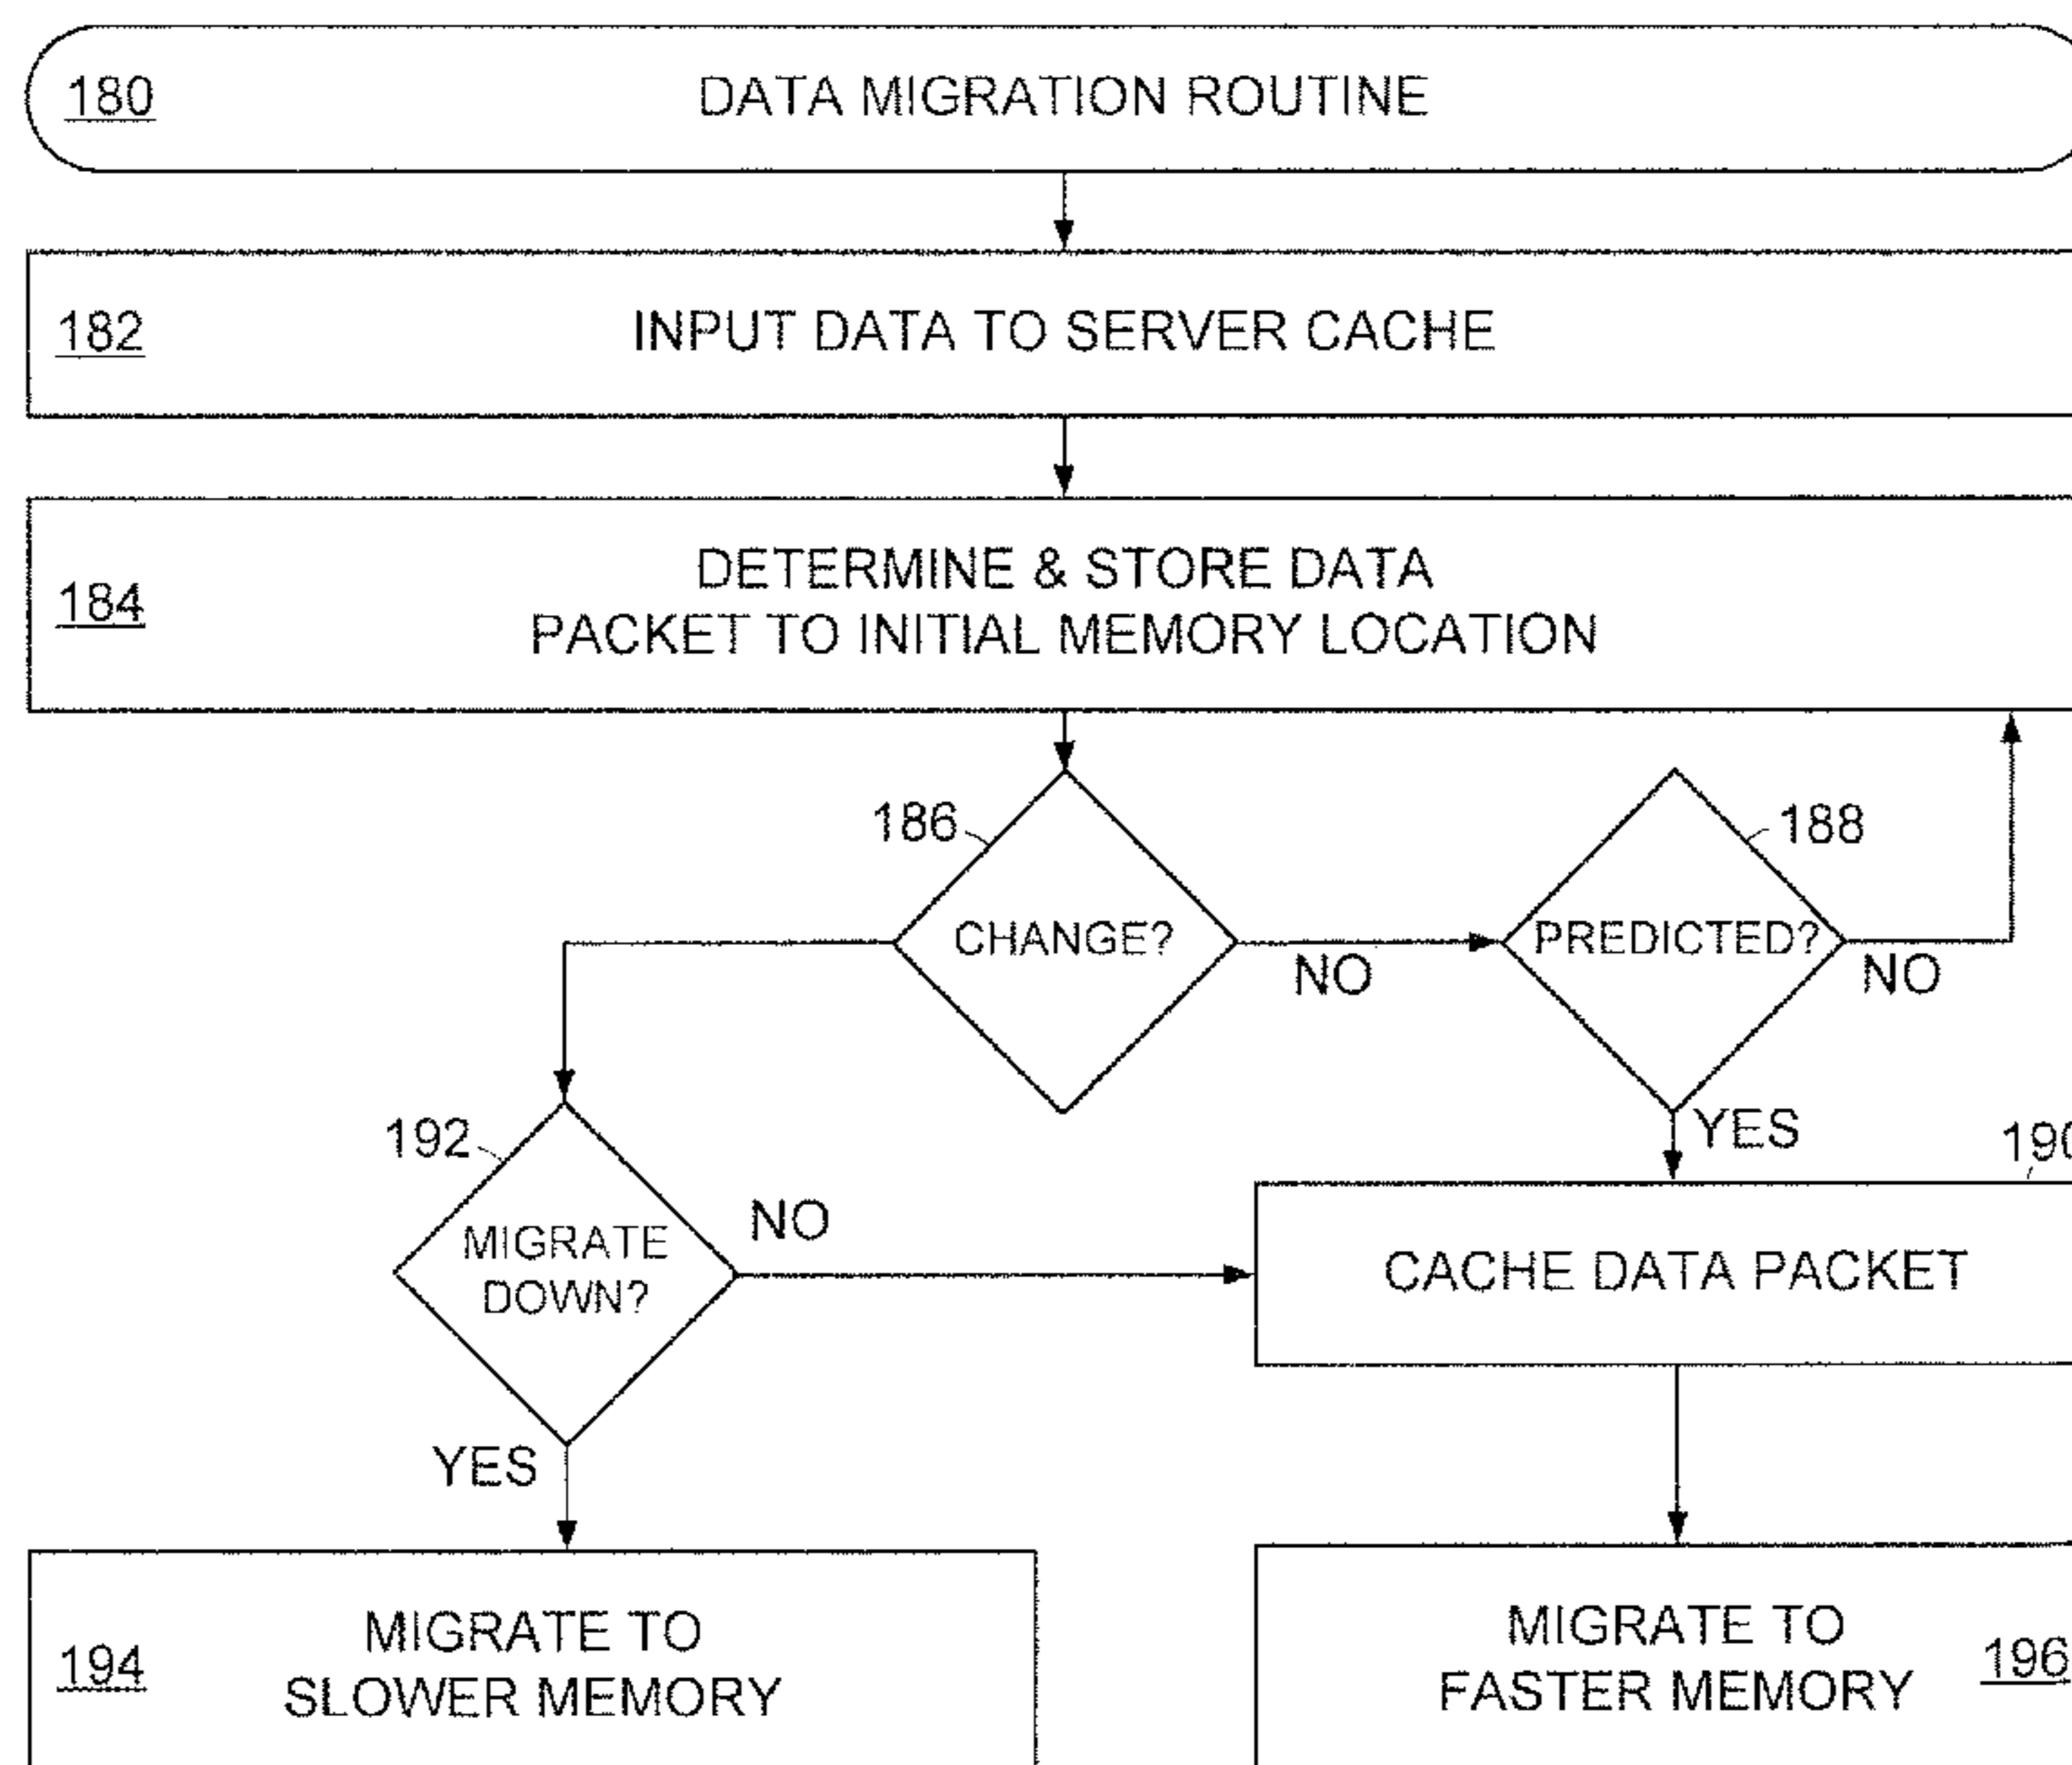 180
DATA MIGRATION ROUTINE
182
INPUT DATA TO SERVER CACHE
184
DETERMINE & STORE DATA
PACKET TO INITIAL MEMORY LOCATION
186
CHANGE?
NO
188
PREDICTED?
NO
YES
192
MIGRATE
DOWN?
NO
YES
190
CACHE DATA PACKET
194
MIGRATE TO
SLOWER MEMORY
MIGRATE TO
FASTER MEMORY
196